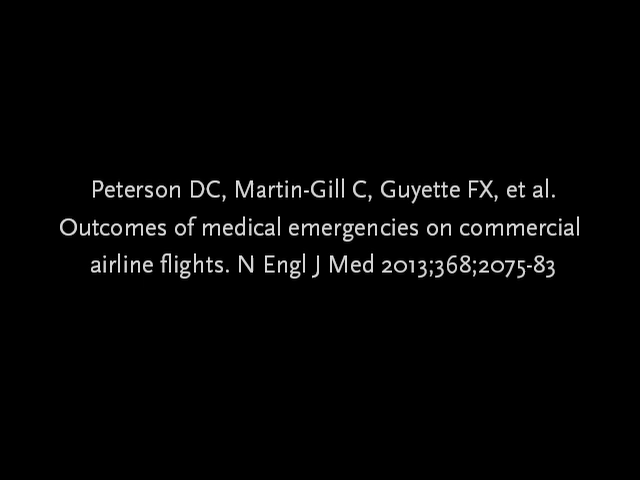 Peterson DC, Martin-Gill C, Guyette FX, et al.
Outcomes of medical emergencies on commercial
airline flights. N Engl J Med 2013;368;2075-83